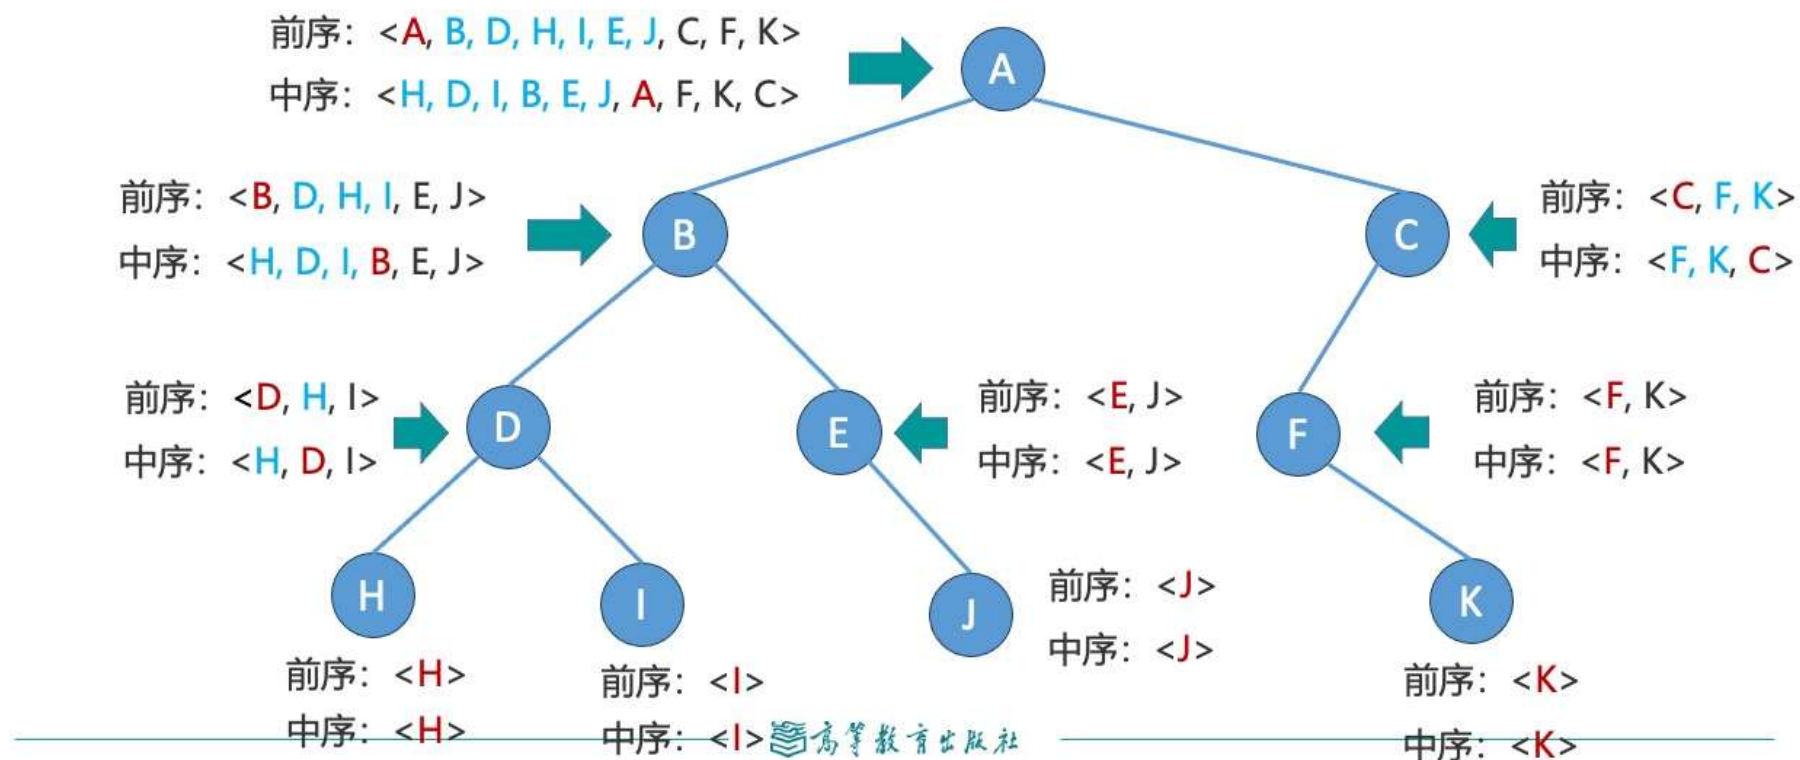 前序：<A, B, D, H, I, E, J, C, F, K>
中序：<H, D, I, B, E, J, A, F, K, C>
A
前序：<B, D, H, I, E, J>
中序：<H, D, I, B, E, J>
B
C
前序：<C, F, K>
中序：<F, K, C>
前序：<D, H, I>
中序：<H, D, I>
D
E
前序：<E, J>
中序：<E, J>
F
前序：<F, K>
中序：<F, K>
H
I
J
前序：<J>
中序：<J>
K
前序：<H>
中序：<H>
前序：<I>
中序：<I>
前序：<K>
中序：<K>
高等教育出版社